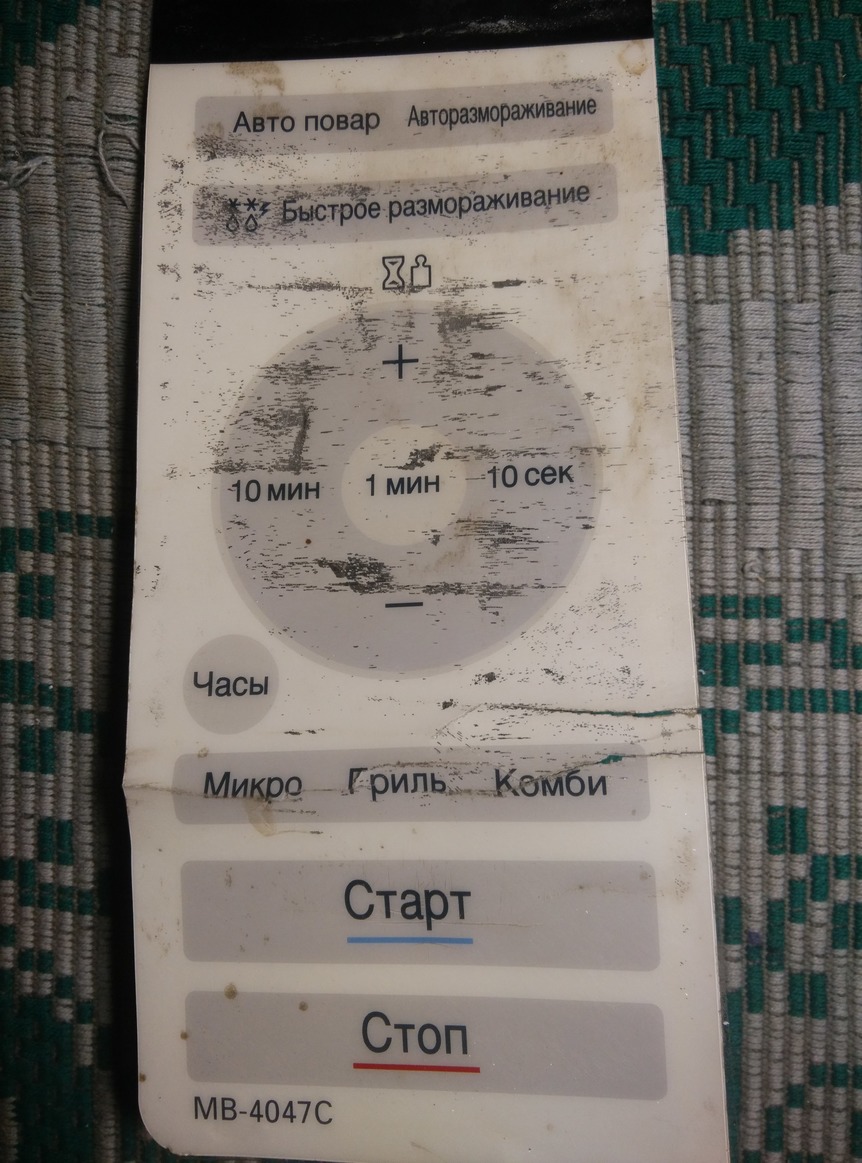 Авто повар Авторазмораживание
Быстрое размораживание
+
10 мин 1 мин 10 сек
—
Часы
Микро Гриль Комби
Старт
Стоп
MB-4047C